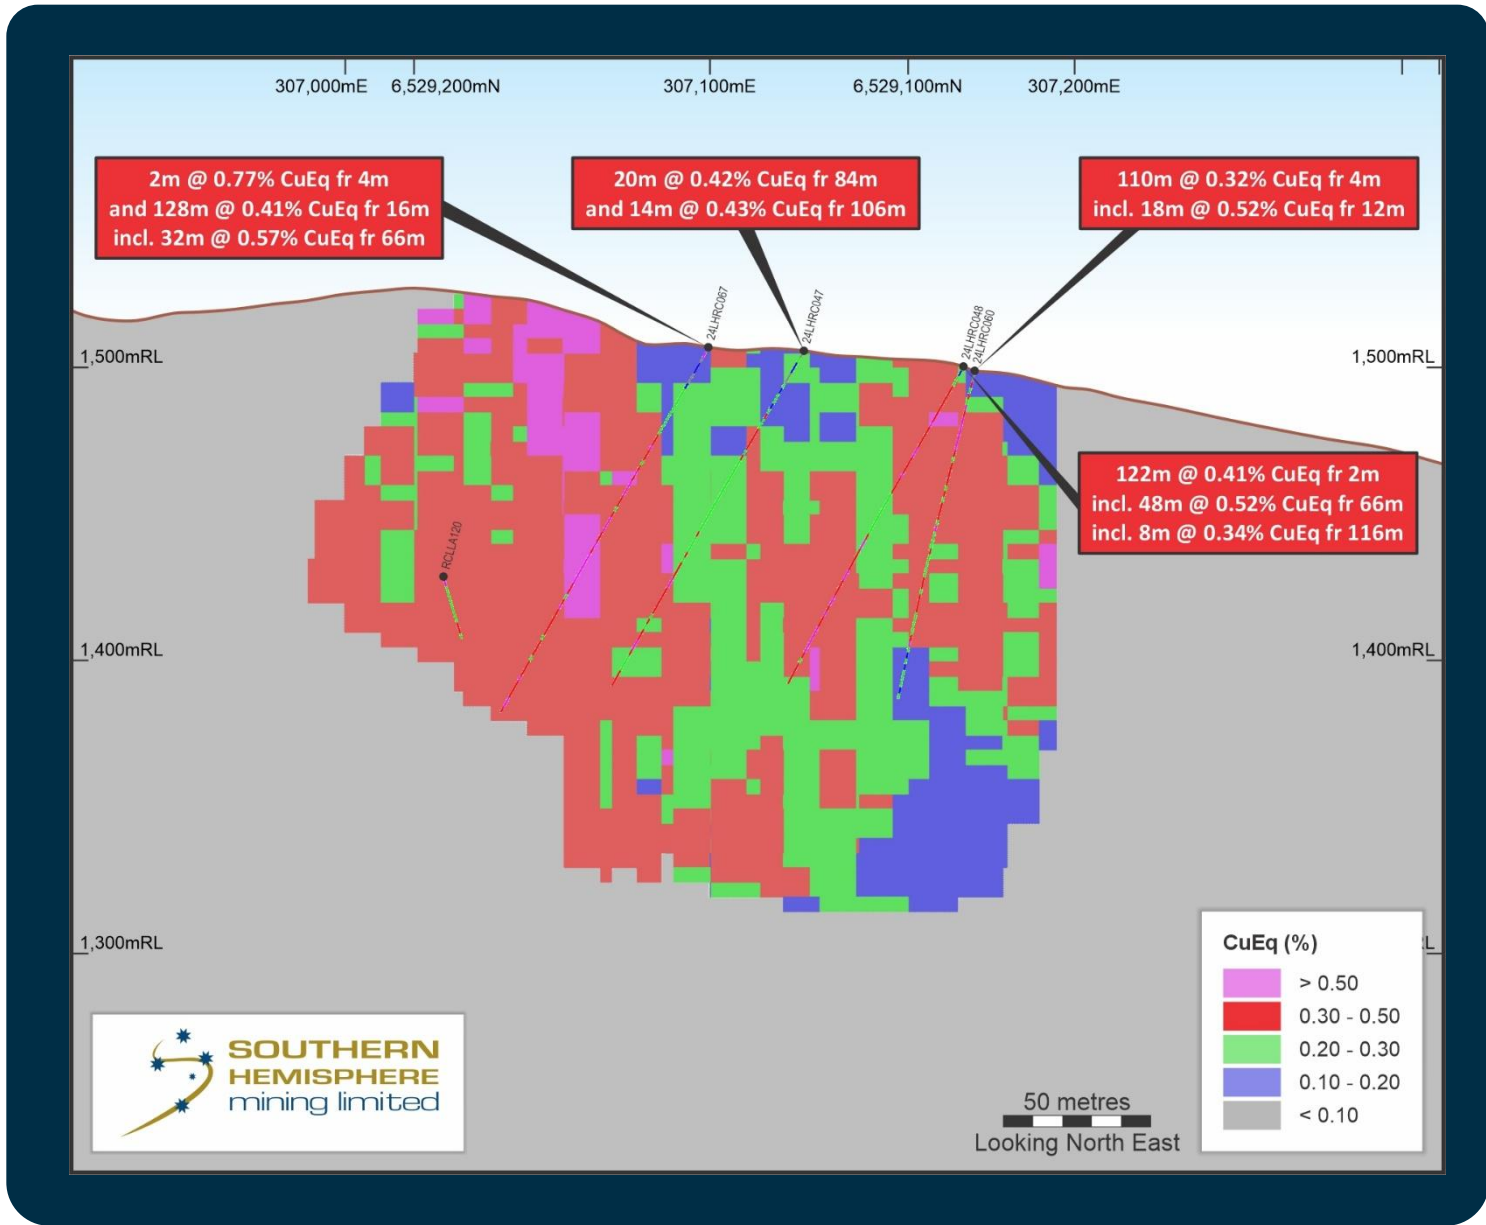 307,000mE 6,529,200mN 307,100mE 6,529,100mN 307,200mE
2m @ 0.77% CuEq fr 4m
and 128m @ 0.41% CuEq fr 16m
incl. 32m @ 0.57% CuEq fr 66m
20m @ 0.42% CuEq fr 84m
and 14m @ 0.43% CuEq fr 106m
110m @ 0.32% CuEq fr 4m
incl. 18m @ 0.52% CuEq fr 12m
24LHRC067
24LHRC047
24LHRC048
24LHRC060
1,500mRL 1,500mRL
122m @ 0.41% CuEq fr 2m
incl. 48m @ 0.52% CuEq fr 66m
incl. 8m @ 0.34% CuEq fr 116m
RCLLA120
1,400mRL 1,400mRL
1,300mRL RL
CuEq (%)
> 0.50
0.30 - 0.50
0.20 - 0.30
0.10 - 0.20
< 0.10
SOUTHERN
HEMISPHERE
mining limited
50 metres
Looking North East